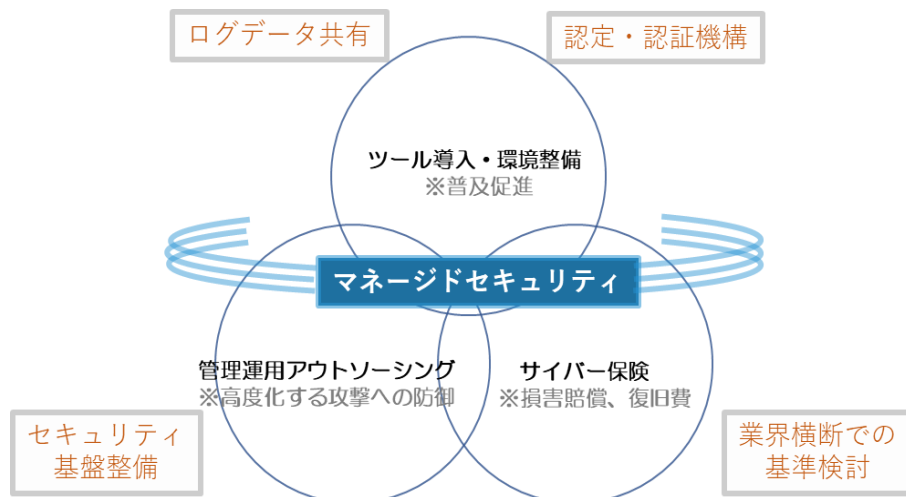 ログデータ共有
認定・認証機構
ツール導入・環境整備
※普及促進
マネージドセキュリティ
管理運用アウトソーシング
※高度化する攻撃への防御
サイバー保険
※損害賠償、復旧費
セキュリティ
基盤整備
業界横断での
基準検討